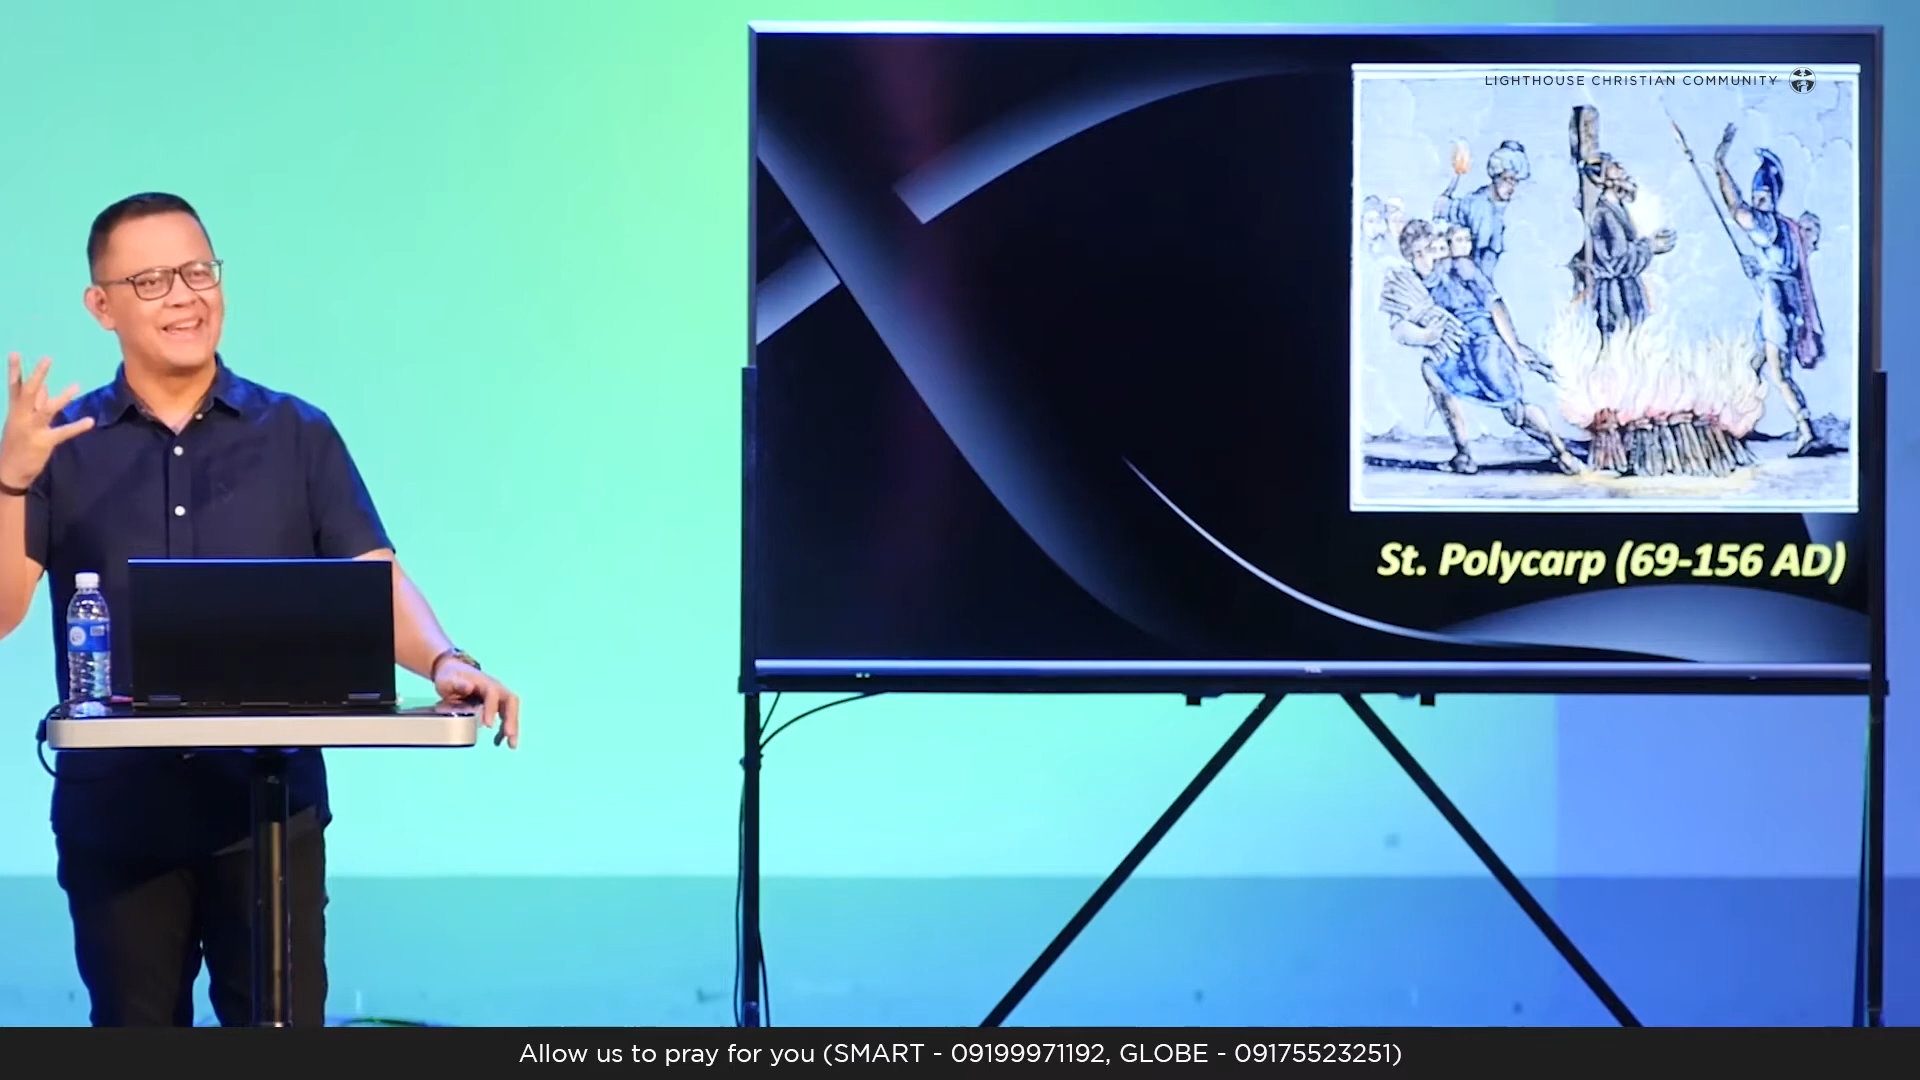 LIGHTHOUSE CHRISTIAN COMMUNITY
St. Polycarp (69-156 AD)
Allow us to pray for you (SMART - 09199971192, GLOBE - 09175523251)